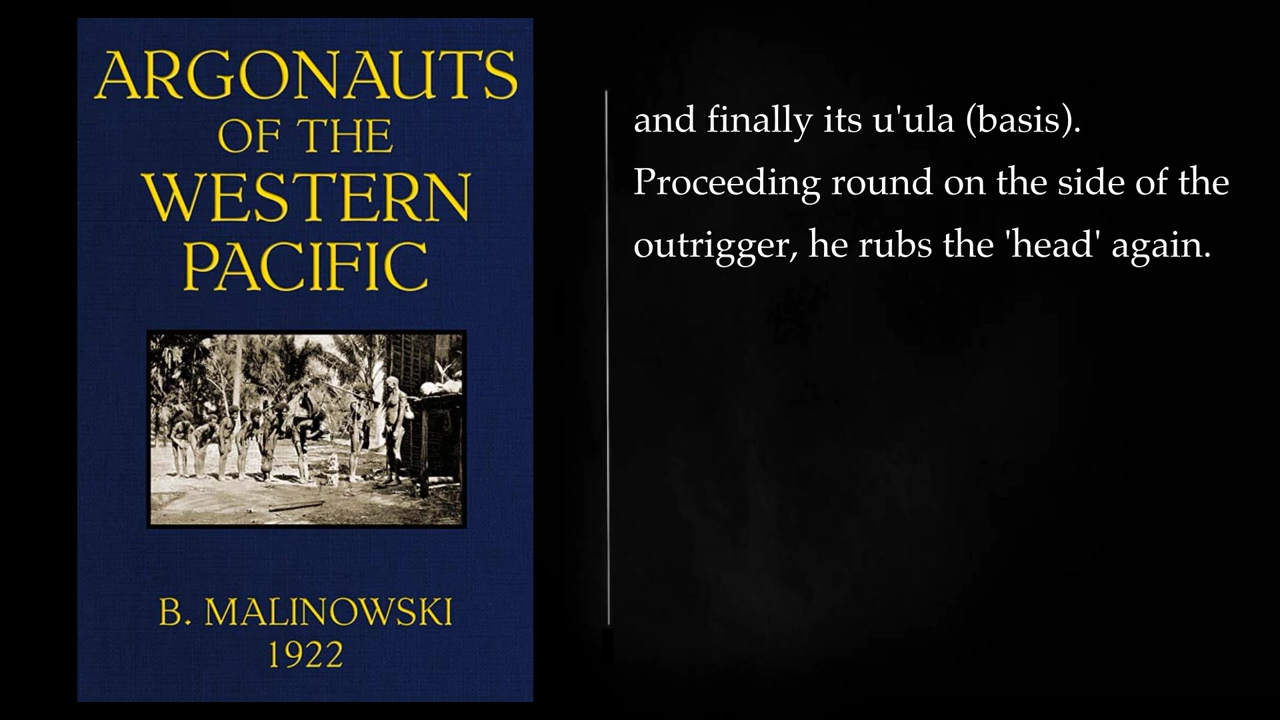 ARGONAUTS
OF THE
WESTERN
PACIFIC
B. MALINOWSKI
1922
and finally its u'ula (basis).
Proceeding round on the side of the
outrigger, he rubs the 'head' again.